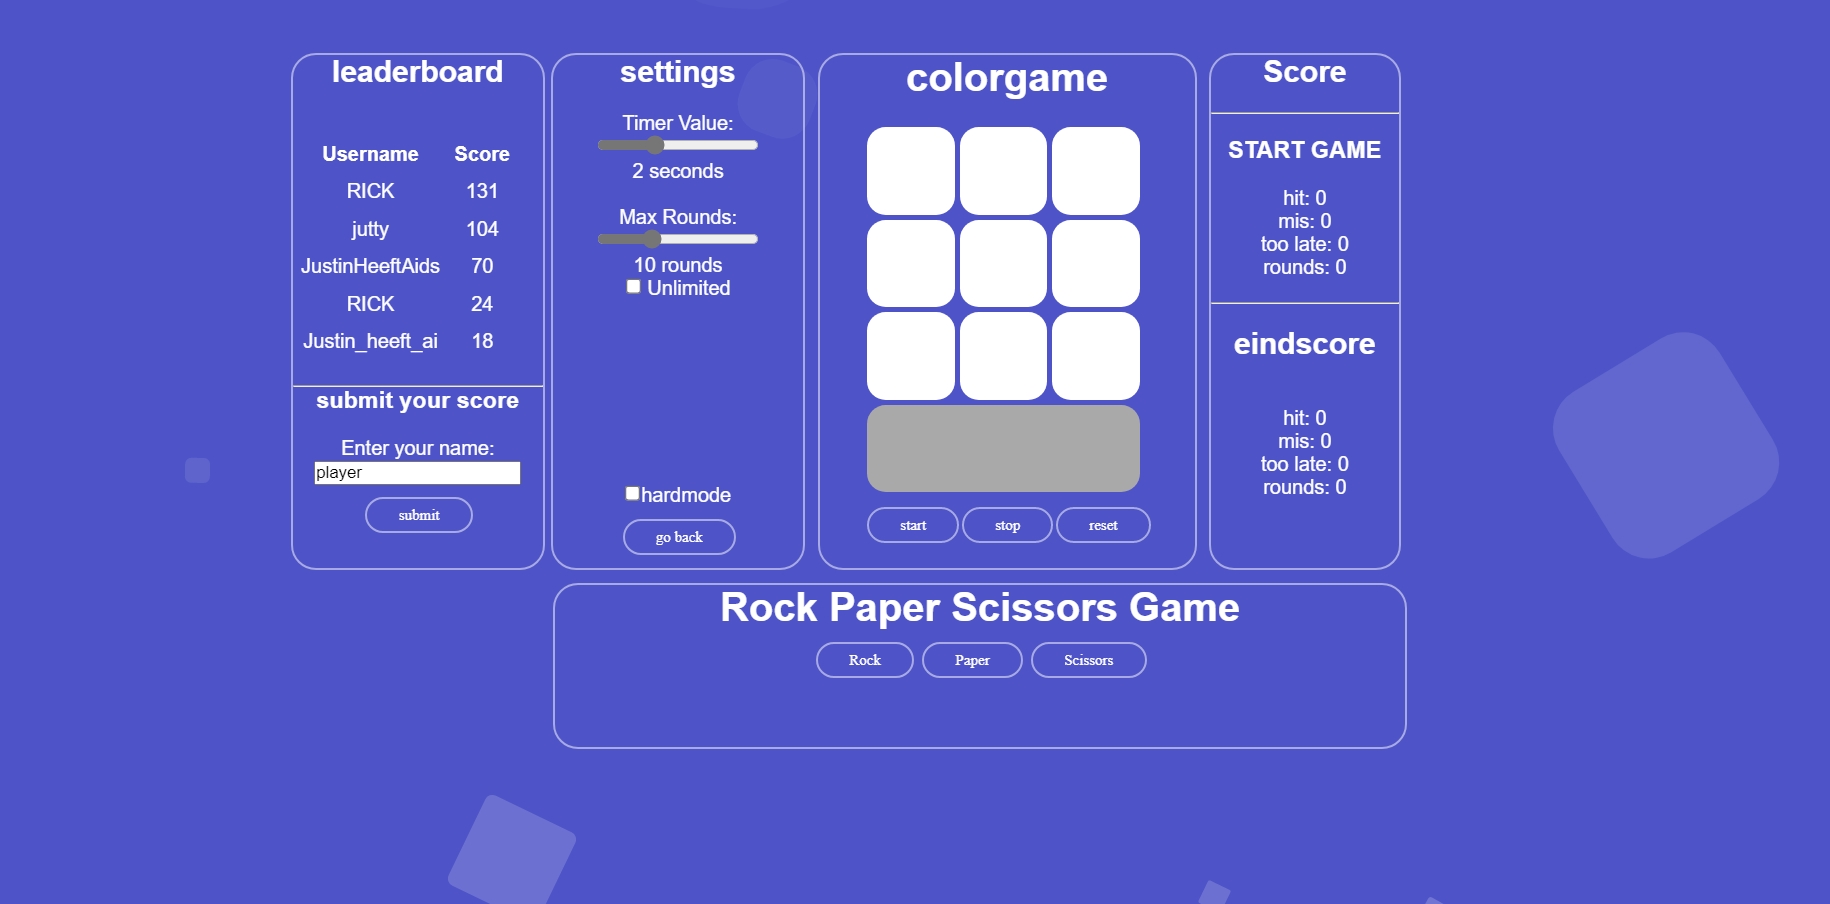 leaderboard
Username Score
RICK 131
jutty 104
JustinHeeftAids 70
RICK 24
Justin_heeft_ai 18
submit your score
Enter your name:
player
submit
settings
Timer Value:
2 seconds
Max Rounds:
10 rounds
Unlimited
hardmode
go back
colorgame
start stop reset
Score
START GAME
hit: 0
mis: 0
too late: 0
rounds: 0
eindscore
hit: 0
mis: 0
too late: 0
rounds: 0
Rock Paper Scissors Game
Rock Paper Scissors